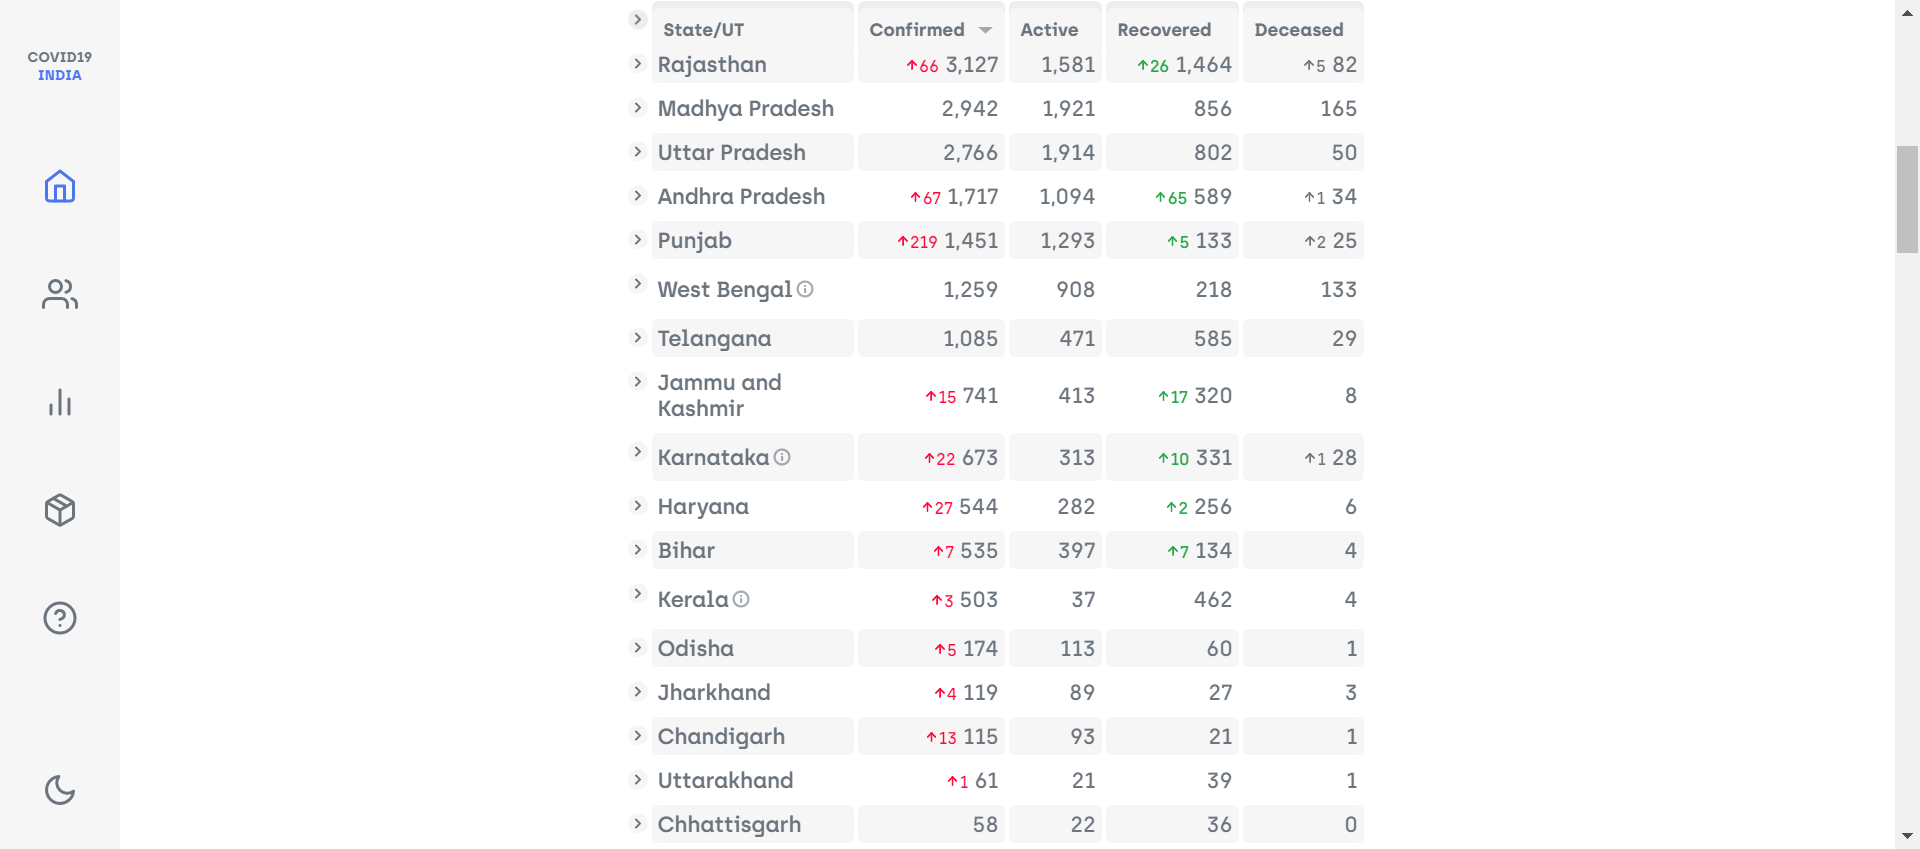 COVID19
INDIA
State/UT Confirmed Active Recovered Deceased
Rajasthan ↑66 3,127 1,581 ↑26 1,464 ↑5 82
Madhya Pradesh 2,942 1,921 856 165
Uttar Pradesh 2,766 1,914 802 50
Andhra Pradesh ↑67 1,717 1,094 ↑65 589 ↑1 34
Punjab ↑219 1,451 1,293 ↑5 133 ↑2 25
West Bengal 1,259 908 218 133
Telangana 1,085 471 585 29
Jammu and
Kashmir ↑15 741 413 ↑17 320 8
Karnataka ↑22 673 313 ↑10 331 ↑1 28
Haryana ↑27 544 282 ↑2 256 6
Bihar ↑7 535 397 ↑7 134 4
Kerala ↑3 503 37 462 4
Odisha ↑5 174 113 60 1
Jharkhand ↑4 119 89 27 3
Chandigarh ↑13 115 93 21 1
Uttarakhand ↑1 61 21 39 1
Chhattisgarh 58 22 36 0